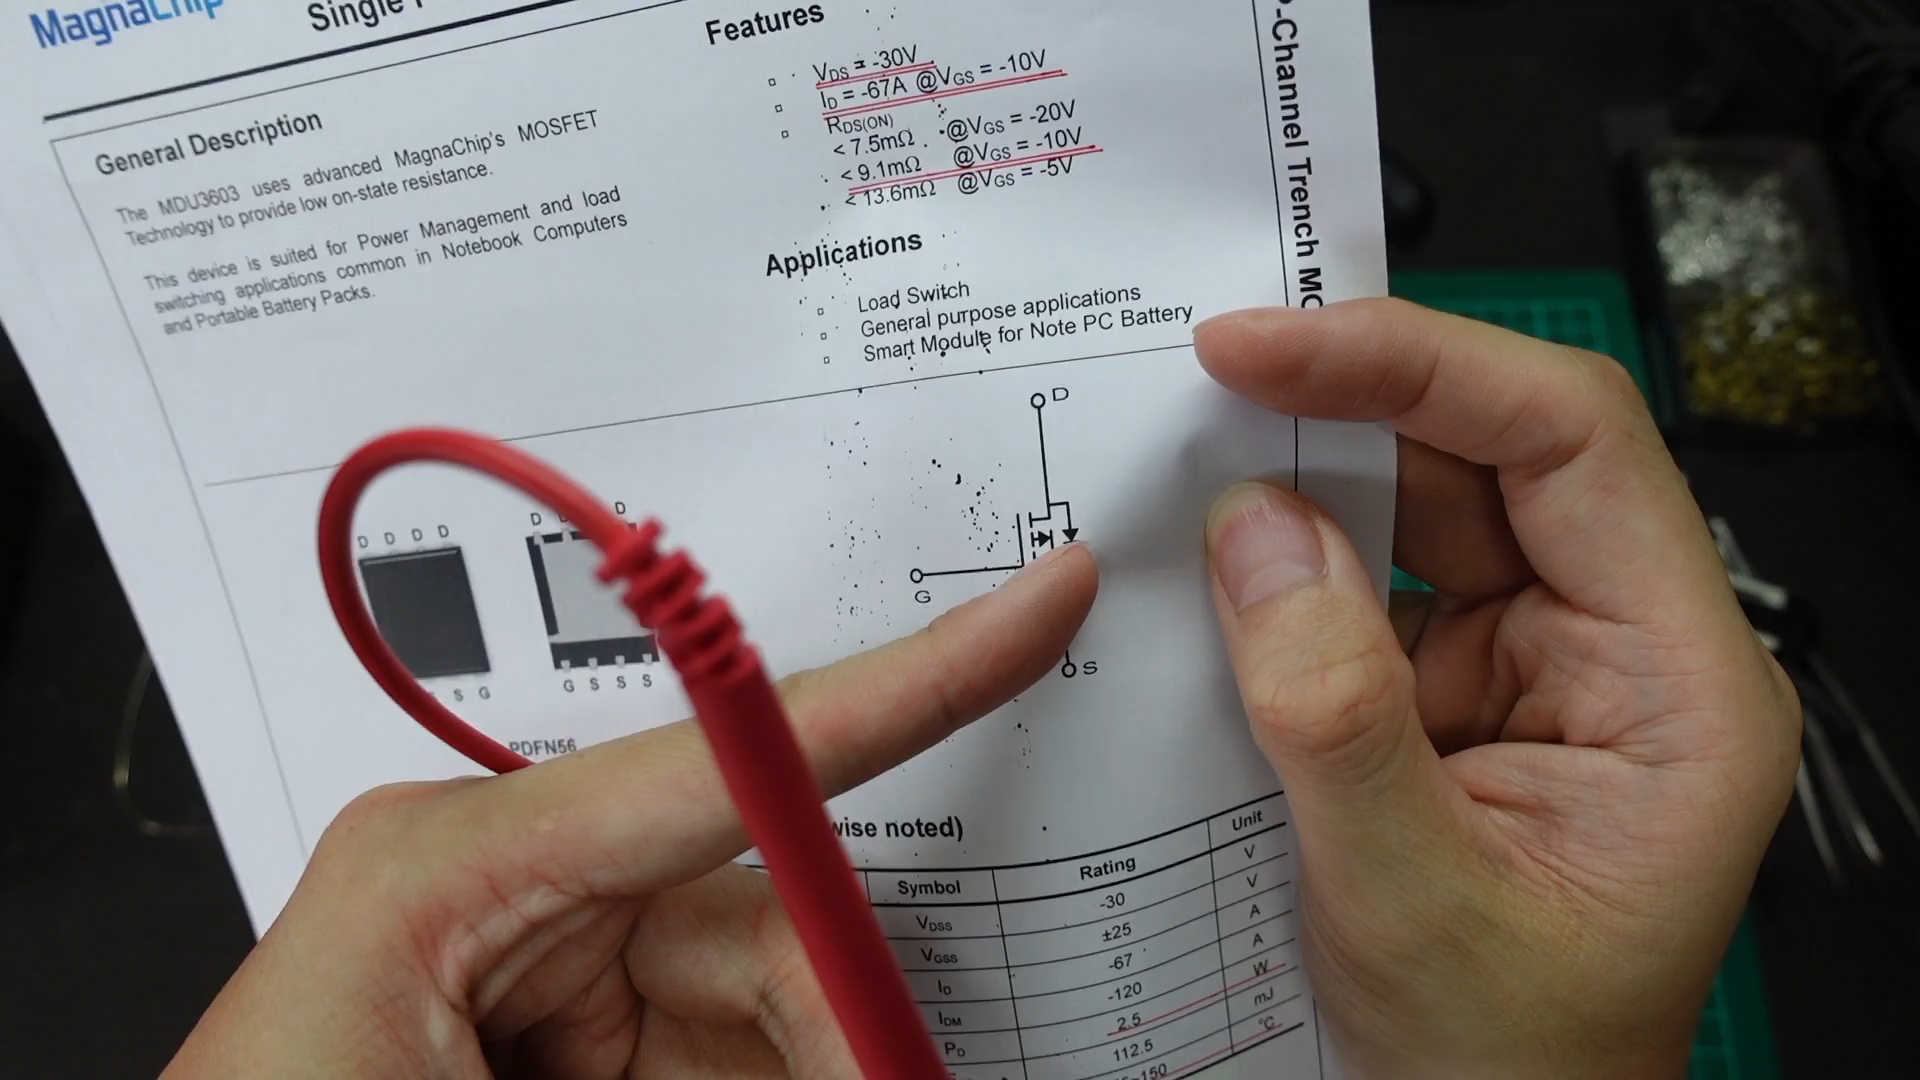 MagnaChip
Single
P-Channel Trench MO
General Description
The MDU3603 uses advanced MagnaChip's MOSFET
Technology to provide low on-state resistance.
This device is suited for Power Management and load
switching applications common in Notebook Computers
and Portable Battery Packs.
Features
VDS = -30V
ID = -67A @VGS = -10V
RDS(ON)
< 7.5mΩ @VGS = -20V
< 9.1mΩ @VGS = -10V
< 13.6mΩ @VGS = -5V
Applications
Load Switch
General purpose applications
Smart Module for Note PC Battery
D D D D
D D
S G
G S S S
PDFN56
D
G
S
wise noted)
Symbol Rating Unit
VDSS -30 V
VGSS ±25 V
ID -67 A
IDM -120 A
PD 2.5 W
112.5 mJ
~150 °C